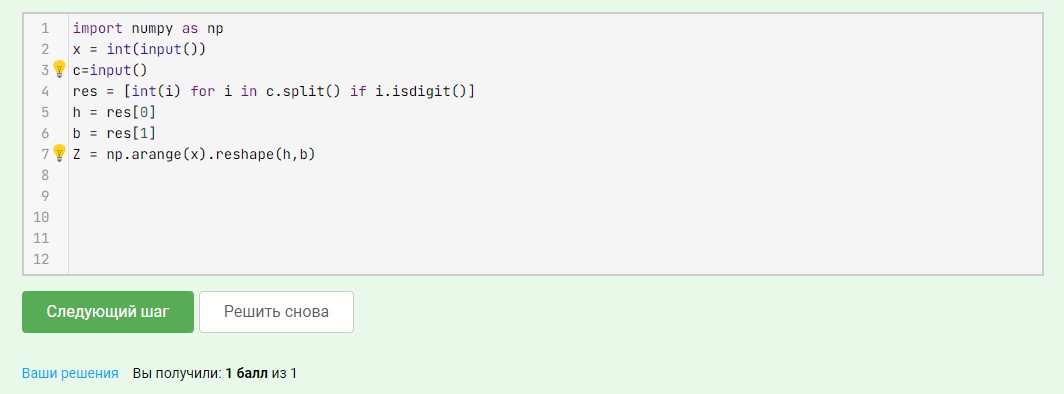 1 import numpy as np
2 x = int(input())
3 c=input()
4 res = [int(i) for i in c.split() if i.isdigit()]
5 h = res[0]
6 b = res[1]
7 Z = np.arange(x).reshape(h,b)
8
9
10
11
12
Следующий шаг Решить снова
Ваши решения Вы получили: 1 балл из 1